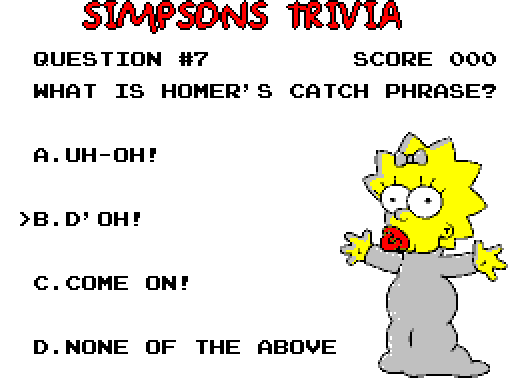 SIMPSONS TRIVIA
QUESTION #7 SCORE 000
WHAT IS HOMER'S CATCH PHRASE?
A.UH-OH!
>B.D'OH!
C.COME ON!
D.NONE OF THE ABOVE